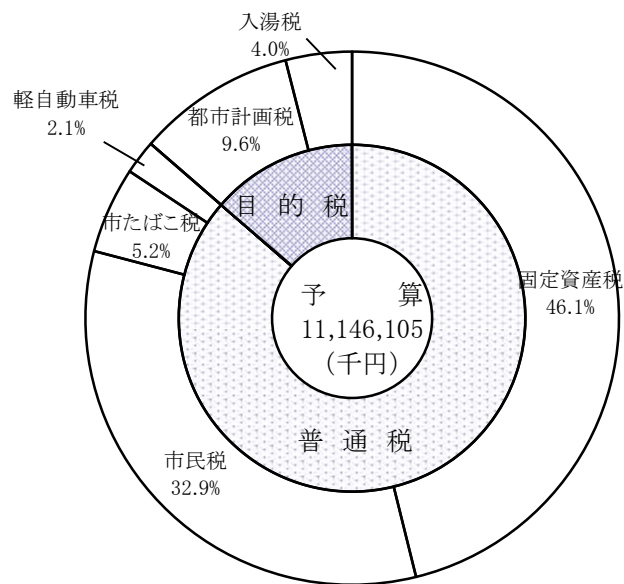 入湯税
4.0%
軽自動車税
2.1%
都市計画税
9.6%
目的税
市たばこ税
5.2%
固定資産税
46.1%
予算
11,146,105
(千円)
普通税
市民税
32.9%